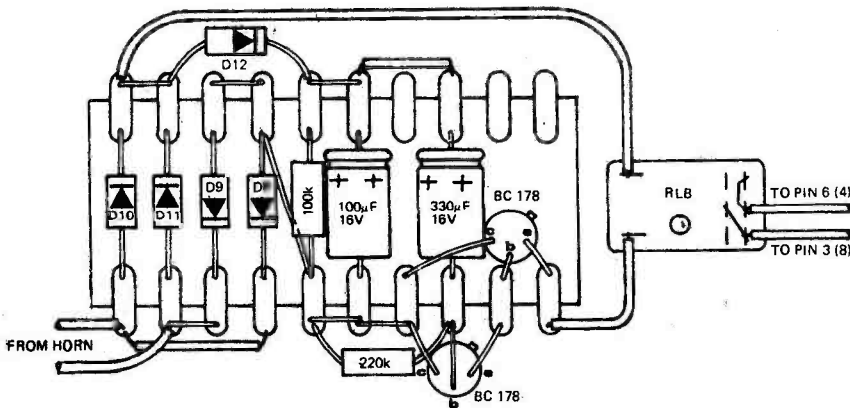 D12
D10
D11
D9
100k
100µF
16V
330µF
16V
BC 178
c
b
e
RLB
TO PIN 6 (4)
TO PIN 3 (8)
FROM HORN
220k
c
b
e
BC 178